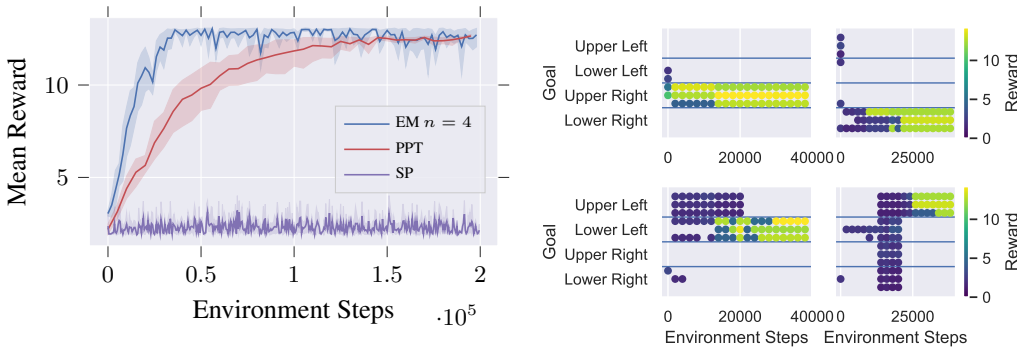 10
5
Mean Reward
EM n = 4
PPT
SP
0
0.5
1
1.5
2
Environment Steps
·10⁵
Goal
Upper Left
Lower Left
Upper Right
Lower Right
0
20000
40000
0
25000
10
5
0
Reward
Goal
Upper Left
Lower Left
Upper Right
Lower Right
0
20000
40000
0
25000
Environment Steps
Environment Steps
10
5
0
Reward